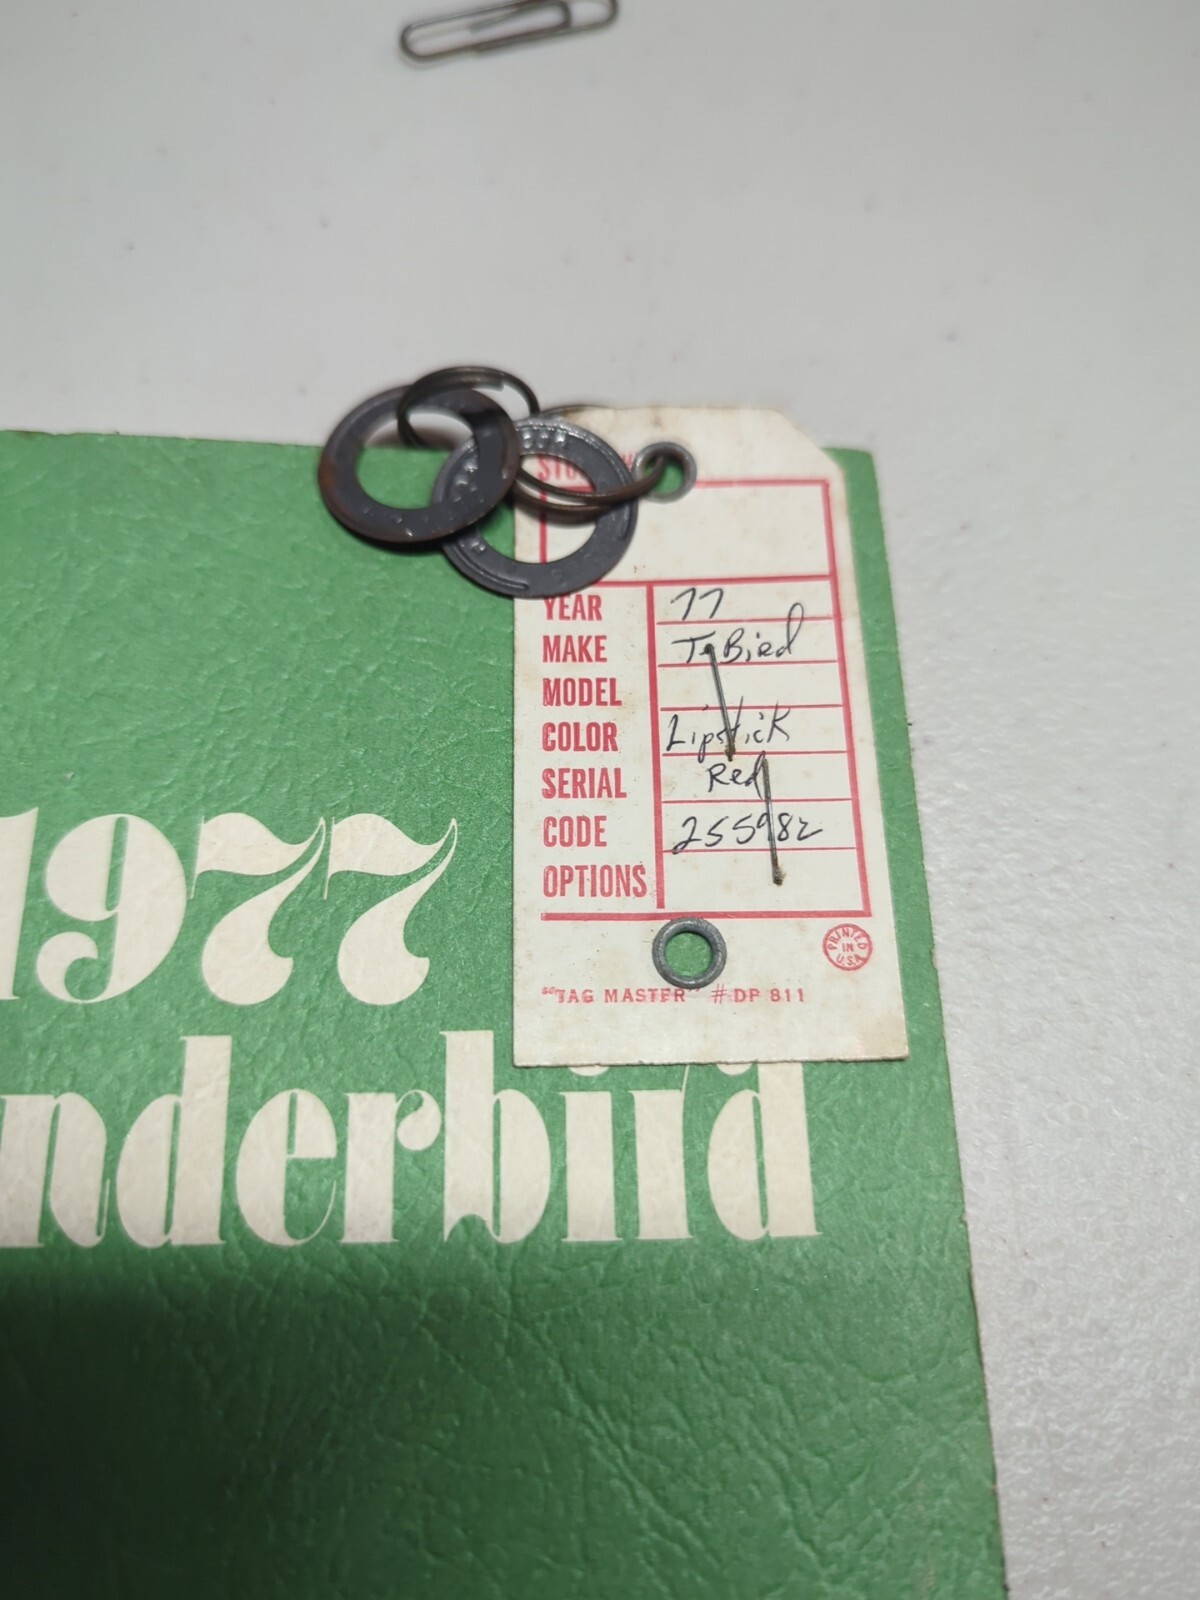 YEAR 77
MAKE T-Bird
MODEL
COLOR Lipstick
SERIAL Red
CODE 255982
OPTIONS
PRINTED IN U.S.A.
"TAG MASTER" # DP 811
1977
nderbird